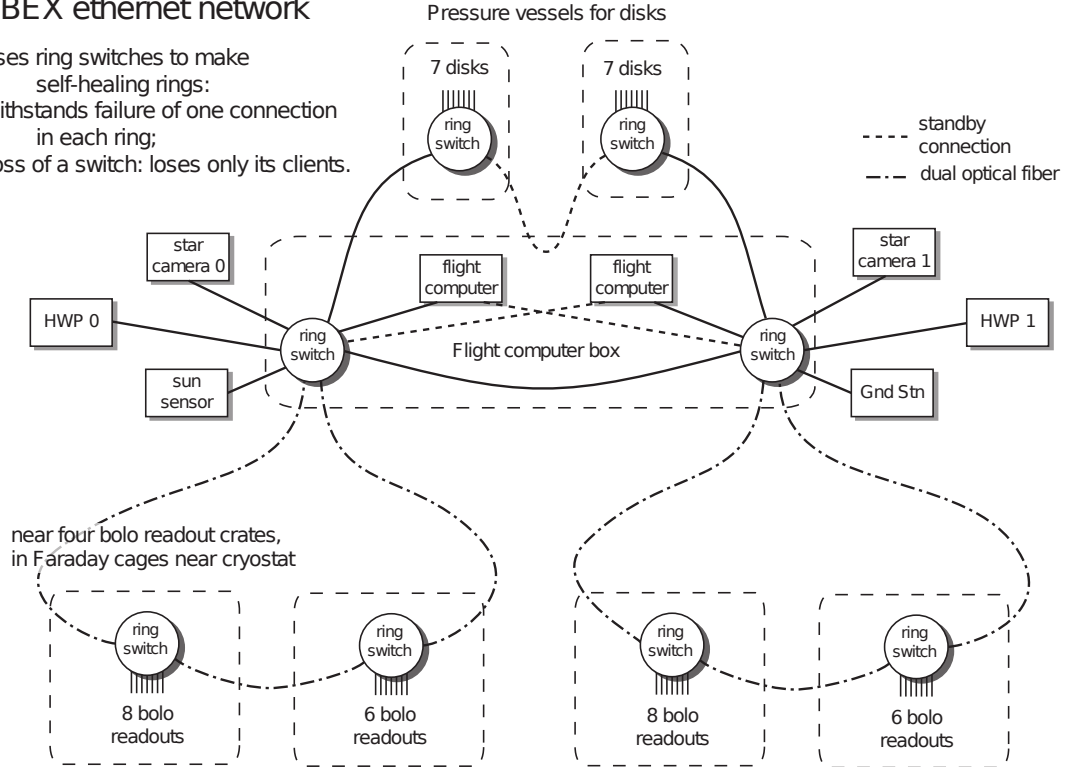 BEX ethernet network
ses ring switches to make
self-healing rings:
ithstands failure of one connection
in each ring;
oss of a switch: loses only its clients.
Pressure vessels for disks
7 disks
ring
switch
7 disks
ring
switch
standby
connection
dual optical fiber
star
camera 0
HWP 0
sun
sensor
ring
switch
flight
computer
flight
computer
Flight computer box
ring
switch
star
camera 1
HWP 1
Gnd Stn
near four bolo readout crates,
in Faraday cages near cryostat
ring
switch
8 bolo
readouts
ring
switch
6 bolo
readouts
ring
switch
8 bolo
readouts
ring
switch
6 bolo
readouts